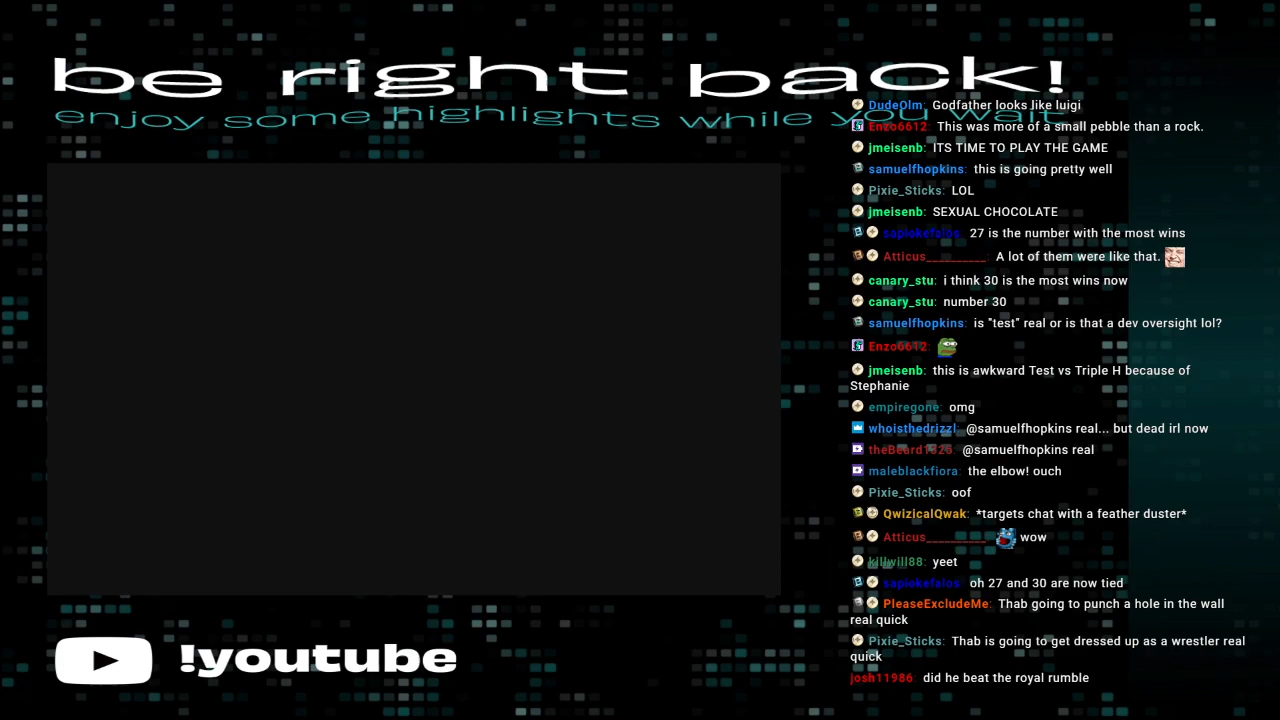 be right back!
enjoy some highlights while you wait
DudeOlm: Godfather looks like luigi
Enzo6612: This was more of a small pebble than a rock.
jmeisenb: ITS TIME TO PLAY THE GAME
samuelfhopkins: this is going pretty well
Pixie_Sticks: LOL
jmeisenb: SEXUAL CHOCOLATE
sapiokefalos: 27 is the number with the most wins
Atticus__________: A lot of them were like that.
canary_stu: i think 30 is the most wins now
canary_stu: number 30
samuelfhopkins: is "test" real or is that a dev oversight lol?
Enzo6612:
jmeisenb: this is awkward Test vs Triple H because of
Stephanie
empiregone: omg
whoisthedrizzl: @samuelfhopkins real... but dead irl now
theBeard1526: @samuelfhopkins real
maleblackfiora: the elbow! ouch
Pixie_Sticks: oof
QwizicalQwak: *targets chat with a feather duster*
Atticus__________: wow
killwill88: yeet
sapiokefalos: oh 27 and 30 are now tied
PleaseExcludeMe: Thab going to punch a hole in the wall
real quick
Pixie_Sticks: Thab is going to get dressed up as a wrestler real
quick
josh11986: did he beat the royal rumble
!youtube